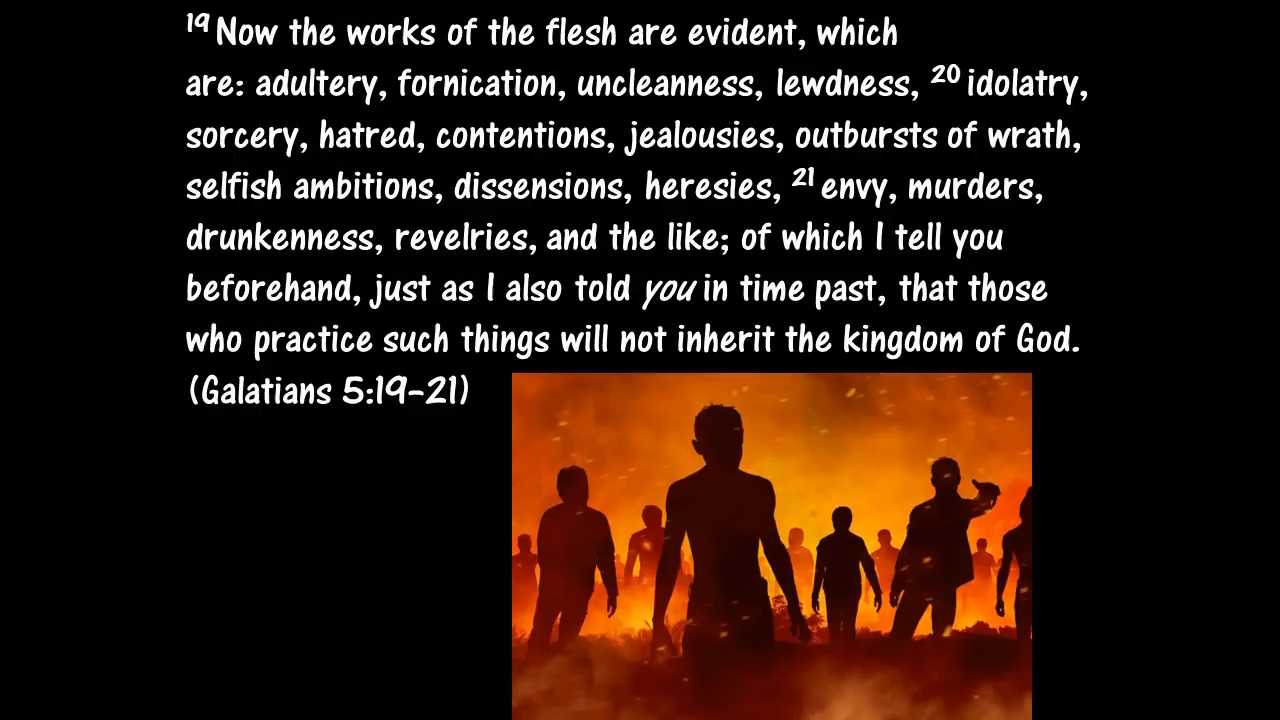 19 Now the works of the flesh are evident, which
are: adultery, fornication, uncleanness, lewdness, 20 idolatry,
sorcery, hatred, contentions, jealousies, outbursts of wrath,
selfish ambitions, dissensions, heresies, 21 envy, murders,
drunkenness, revelries, and the like; of which I tell you
beforehand, just as I also told you in time past, that those
who practice such things will not inherit the kingdom of God.
(Galatians 5:19-21)